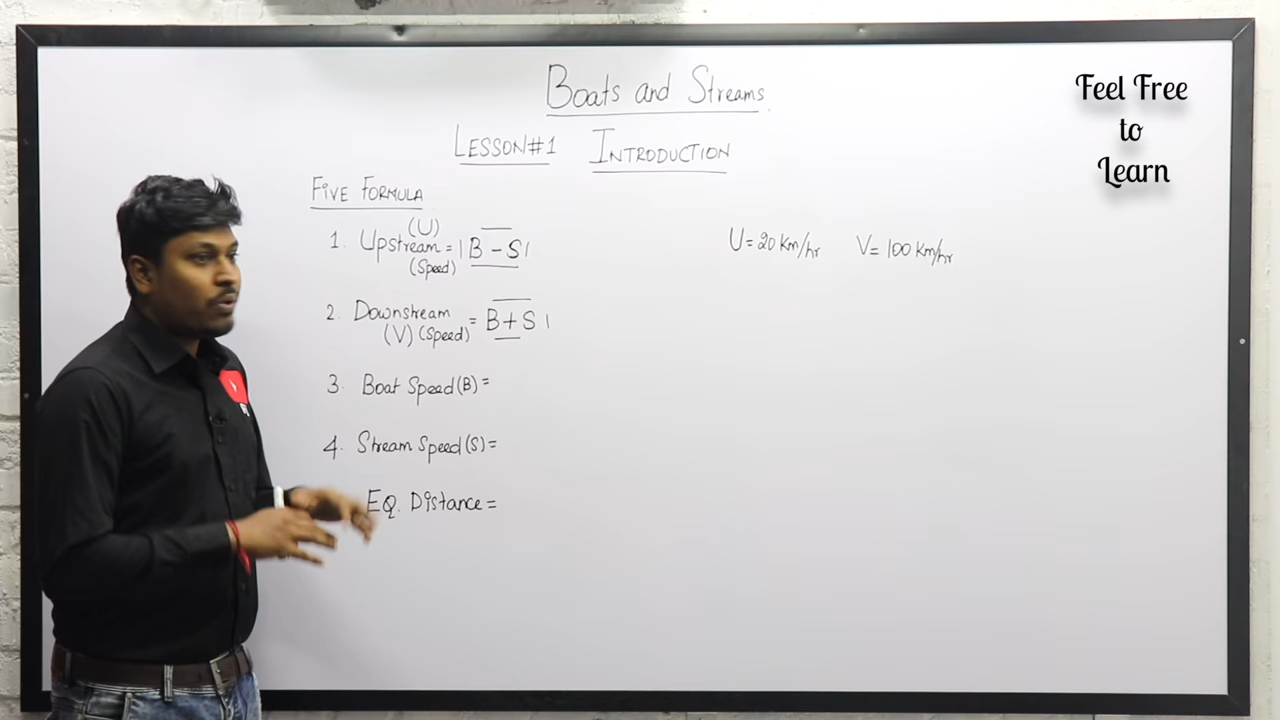 Boats and Streams
LESSON#1 INTRODUCTION
Feel Free
to
Learn
FIVE FORMULA
1. Upstream (U) (Speed) = |B - S|
2. Downstream (V) (Speed) = B + S |
3. Boat Speed (B) =
4. Stream Speed (S) =
EQ. Distance =
U = 20 km/hr V = 100 km/hr